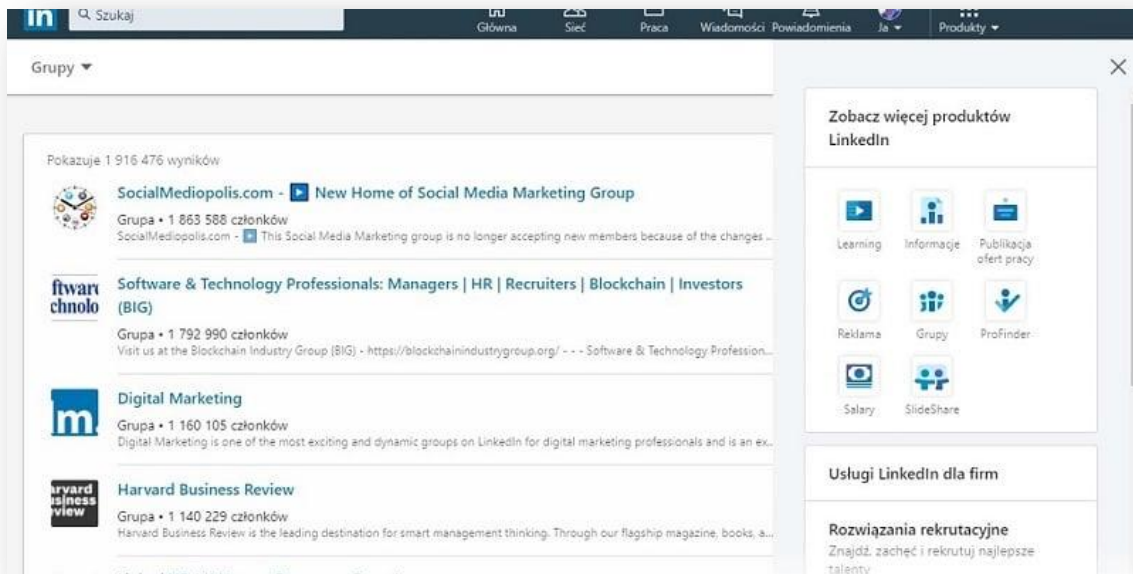 in
Szukaj
Główna
Sieć
Praca
Wiadomości
Powiadomienia
Ja
Produkty
Grupy
Pokazuje 1 916 476 wyników
SocialMediopolis.com - ▶ New Home of Social Media Marketing Group
Grupa • 1 863 588 członków
SocialMediopolis.com - ▶ This Social Media Marketing group is no longer accepting new members because of the changes ...
ftware
chnolo
Software & Technology Professionals: Managers | HR | Recruiters | Blockchain | Investors
(BIG)
Grupa • 1 792 990 członków
Visit us at the Blockchain Industry Group (BIG) - https://blockchainindustrygroup.org/ - - - Software & Technology Profession...
m
Digital Marketing
Grupa • 1 160 105 członków
Digital Marketing is one of the most exciting and dynamic groups on LinkedIn for digital marketing professionals and is an ex...
arvard
usiness
view
Harvard Business Review
Grupa • 1 140 229 członków
Harvard Business Review is the leading destination for smart management thinking. Through our flagship magazine, books, a...
Zobacz więcej produktów
LinkedIn
Learning
Informacje
Publikacja
ofert pracy
Reklama
Grupy
ProFinder
Salary
SlideShare
Usługi LinkedIn dla firm
Rozwiązania rekrutacyjne
Znajdź, zachęć i rekrutuj najlepsze
talenty